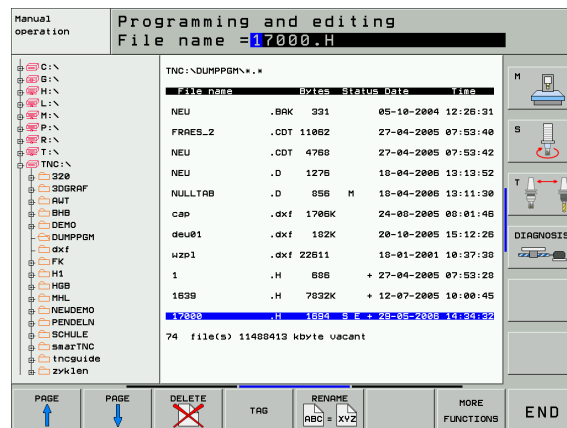 Manual
operation
Programming and editing
File name =17000.H
C:\
G:\
H:\
L:\
M:\
P:\
R:\
T:\
TNC:\
320
3DGRAF
AWT
BHB
DEMO
DUMPPGM
dxf
FK
H1
HGB
MHL
NEWDEMO
PENDELN
SCHULE
smarTNC
tncguide
zyklen
TNC:\DUMPPGM\*.*
File name Bytes Status Date Time
NEU .BAK 331 05-10-2004 12:26:31
FRAES_2 .CDT 11062 27-04-2005 07:53:40
NEU .CDT 4768 27-04-2005 07:53:42
NEU .D 1276 18-04-2006 13:13:52
NULLTAB .D 856 M 18-04-2006 13:11:30
cap .dxf 1706K 24-08-2005 08:01:46
deu01 .dxf 182K 20-10-2005 15:12:26
wzpl .dxf 22611 18-01-2001 10:37:38
1 .H 686 + 27-04-2005 07:53:28
1639 .H 7832K + 12-07-2005 10:00:45
17000 .H 1694 S E + 29-05-2006 14:34:32
74 file(s) 11488413 kbyte vacant
M
S
T
DIAGNOSIS
PAGE
PAGE
DELETE
TAG
RENAME
ABC = XYZ
MORE
FUNCTIONS
END